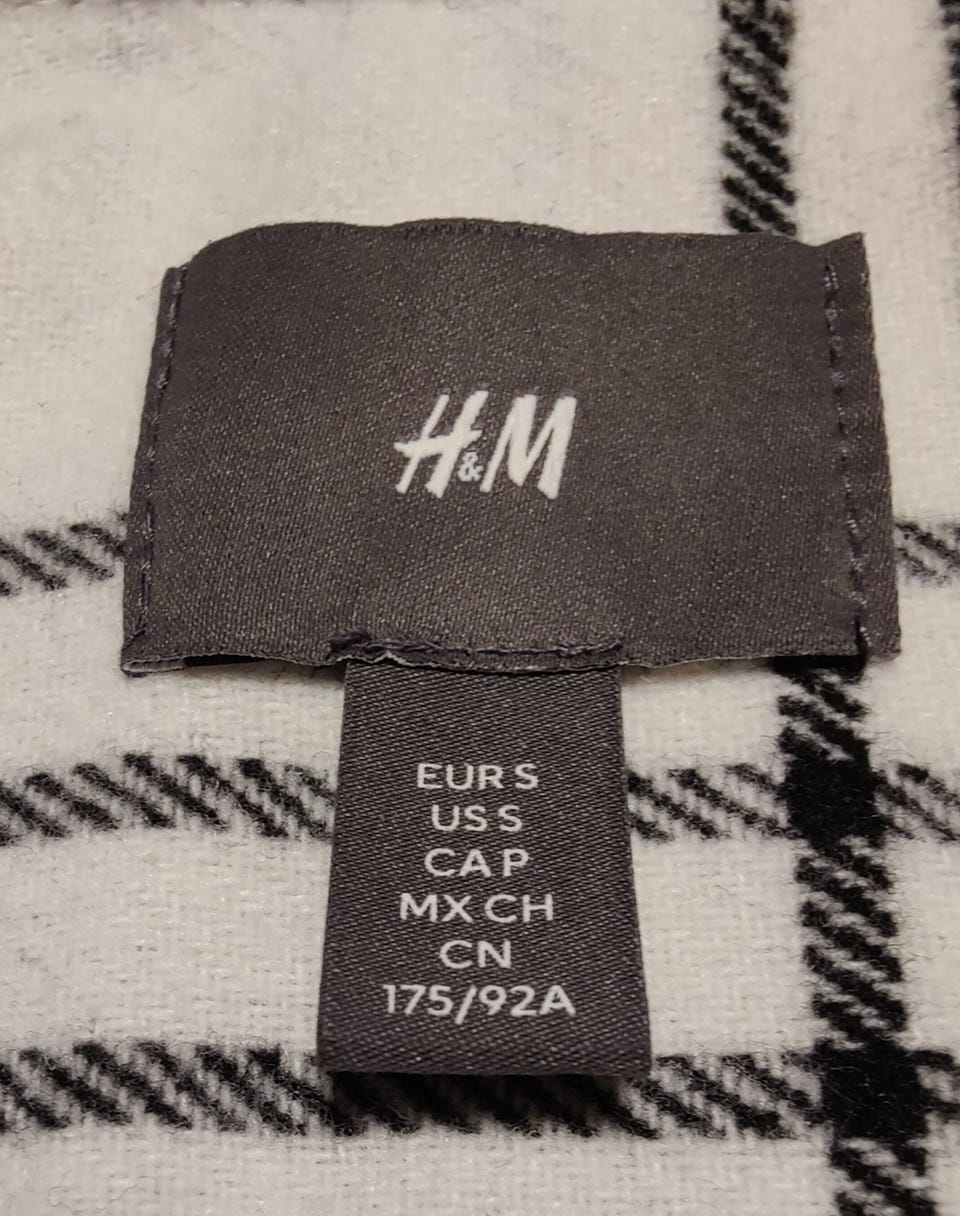 H&M
EUR S
US S
CA P
MX CH
CN
175/92A